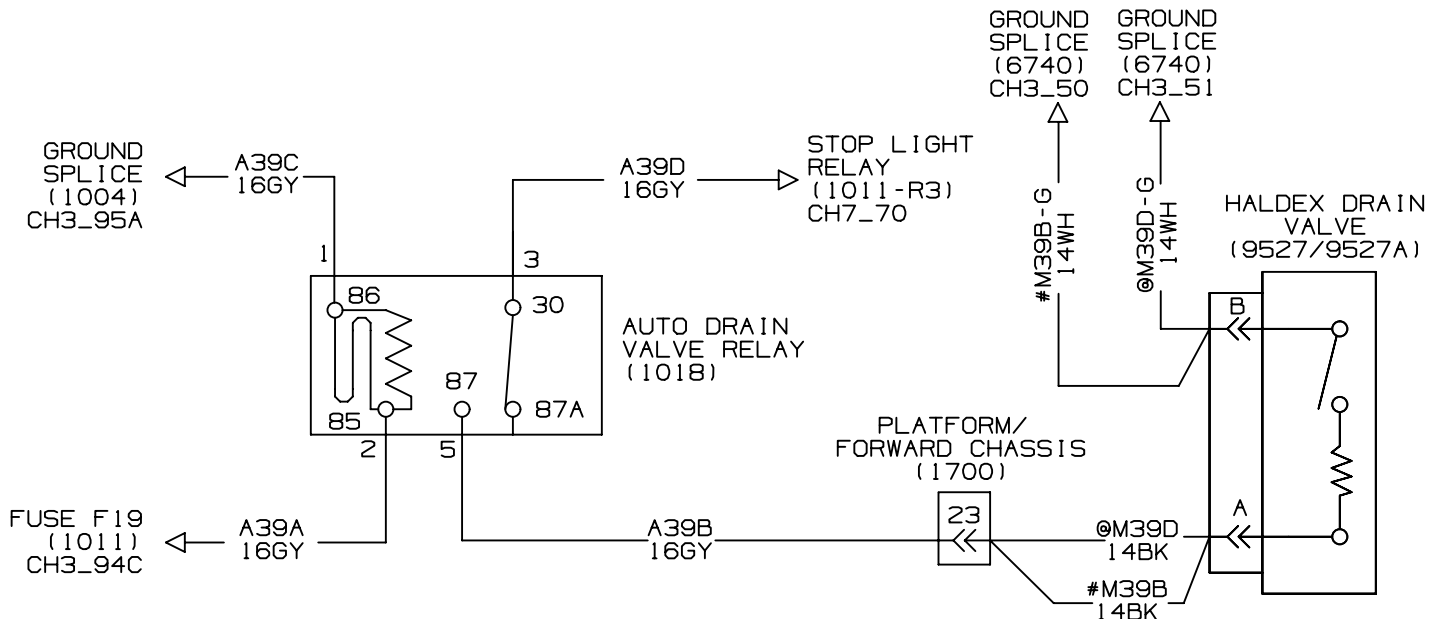 GROUND
SPLICE
(6740)
CH3_50
GROUND
SPLICE
(6740)
CH3_51
GROUND
SPLICE
(1004)
CH3_95A
A39C
16GY
A39D
16GY
STOP LIGHT
RELAY
(1011-R3)
CH7_70
#M39B-G
14WH
@M39D-G
14WH
HALDEX DRAIN
VALVE
(9527/9527A)
1
3
86
30
87
85
87A
2
5
AUTO DRAIN
VALVE RELAY
(1018)
B
A
PLATFORM/
FORWARD CHASSIS
(1700)
23
FUSE F19
(1011)
CH3_94C
A39A
16GY
A39B
16GY
@M39D
14BK
#M39B
14BK